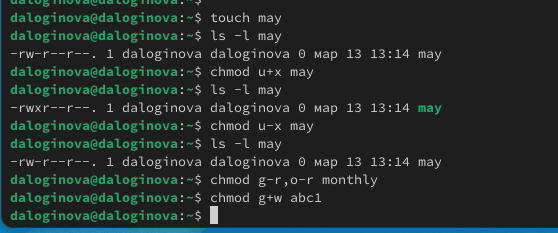 daloginova@daloginova:~$ touch may
daloginova@daloginova:~$ ls -l may
-rw-r--r--. 1 daloginova daloginova 0 мар 13 13:14 may
daloginova@daloginova:~$ chmod u+x may
daloginova@daloginova:~$ ls -l may
-rwxr--r--. 1 daloginova daloginova 0 мар 13 13:14 may
daloginova@daloginova:~$ chmod u-x may
daloginova@daloginova:~$ ls -l may
-rw-r--r--. 1 daloginova daloginova 0 мар 13 13:14 may
daloginova@daloginova:~$ chmod g-r,o-r monthly
daloginova@daloginova:~$ chmod g+w abc1
daloginova@daloginova:~$